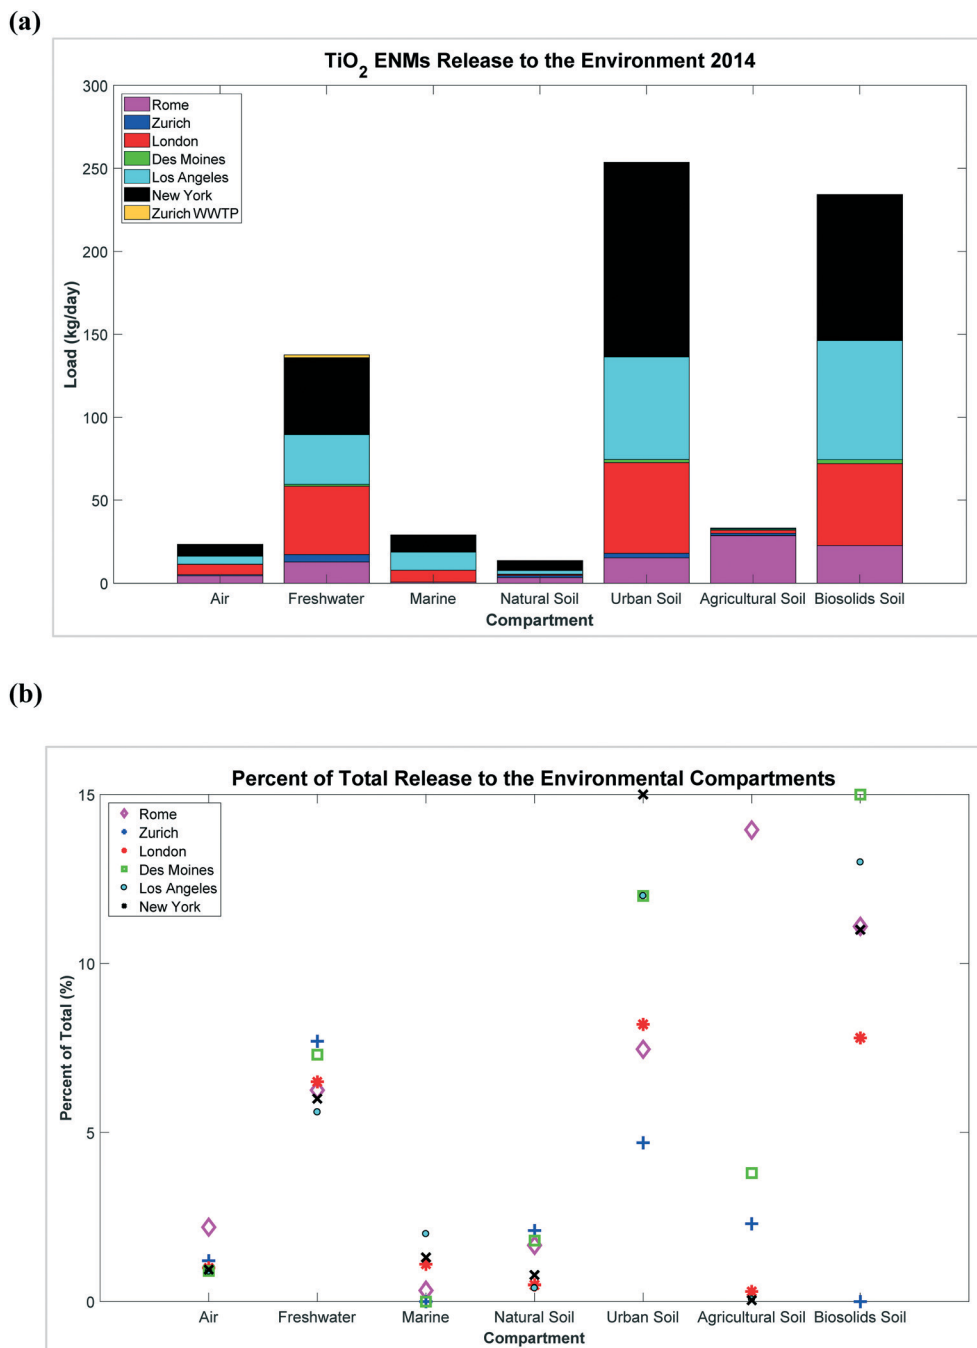 (a)
TiO2 ENMs Release to the Environment 2014
300
250
200
150
100
50
0
Load (kg/day)
Rome
Zurich
London
Des Moines
Los Angeles
New York
Zurich WWTP
Air Freshwater Marine Natural Soil Urban Soil Agricultural Soil Biosolids Soil
Compartment
(b)
Percent of Total Release to the Environmental Compartments
15
10
5
0
Percent of Total (%)
Rome
Zurich
London
Des Moines
Los Angeles
New York
Air Freshwater Marine Natural Soil Urban Soil Agricultural Soil Biosolids Soil
Compartment